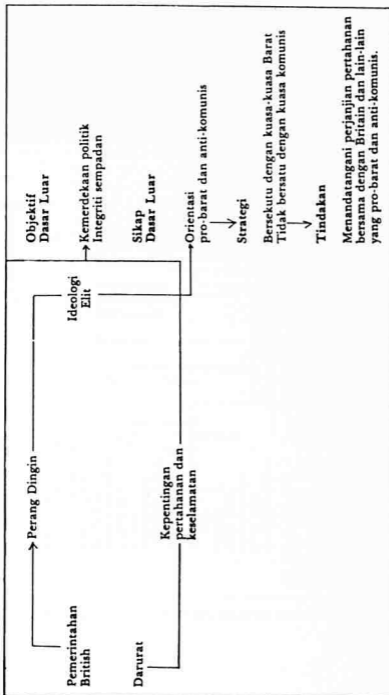 Pemerintahan
British
Perang Dingin
Ideologi
Elit
Darurat
Kepentingan
pertahanan dan
keselamatan
Objektif
Dasar Luar
Kemerdekaan politik
Integriti sempadan
Sikap
Dasar Luar
Orientasi
pro-barat dan anti-komunis
Strategi
Bersekutu dengan kuasa-kuasa Barat
Tidak bersatu dengan kuasa komunis
Tindakan
Menandatangani perjanjian pertahanan
bersama dengan Britain dan lain-lain
yang pro-barat dan anti-komunis.